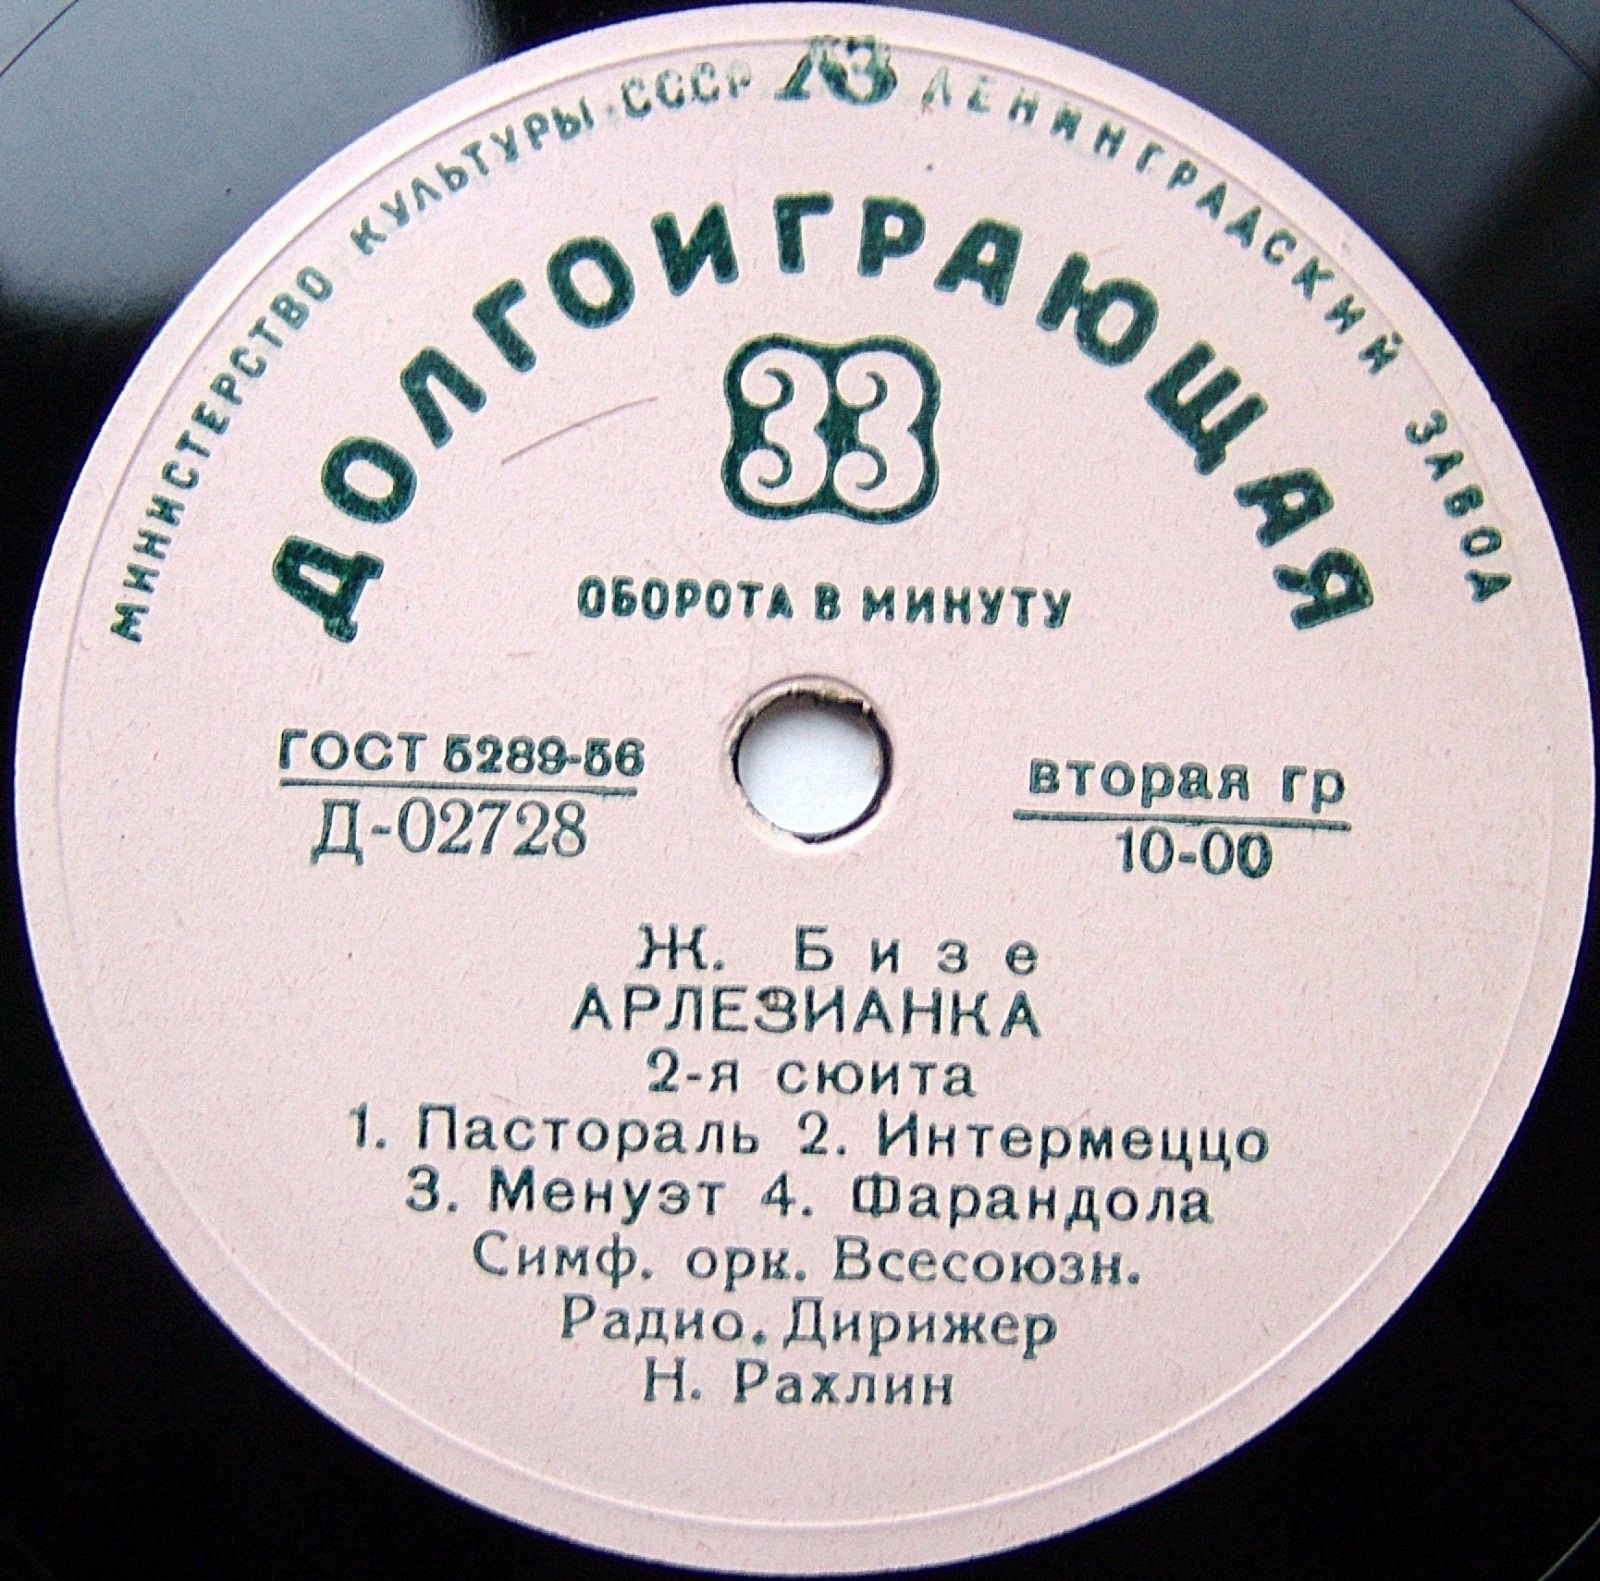 МИНИСТЕРСТВО КУЛЬТУРЫ СССР ЛЗ ЛЕНИНГРАДСКИЙ ЗАВОД
ДОЛГОИГРАЮЩАЯ
33
ОБОРОТА В МИНУТУ
ГОСТ 5289-56
Д-02728
вторая гр
10-00
Ж. Бизе
АРЛЕЗИАНКА
2-я сюита
1. Пастораль 2. Интермеццо
3. Менуэт 4. Фарандола
Симф. орк. Всесоюзн.
Радио. Дирижер
Н. Рахлин